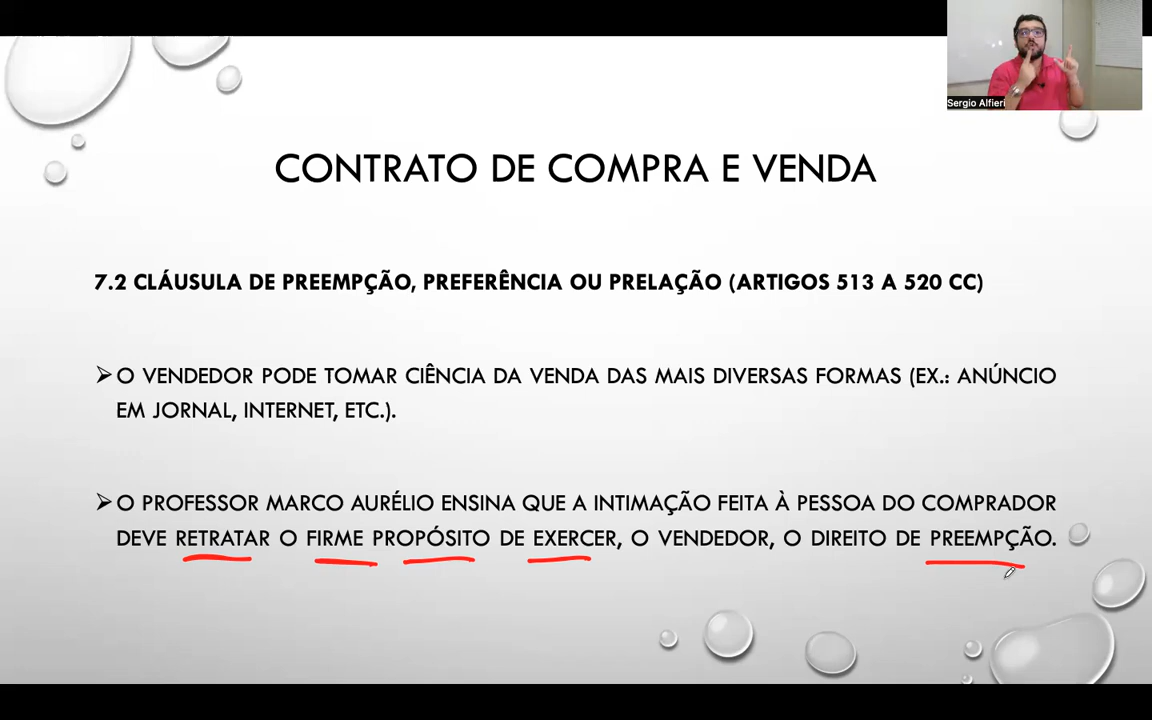 Sergio Alfieri
CONTRATO DE COMPRA E VENDA
7.2 CLÁUSULA DE PREEMPÇÃO, PREFERÊNCIA OU PRELAÇÃO (ARTIGOS 513 A 520 CC)
O VENDEDOR PODE TOMAR CIÊNCIA DA VENDA DAS MAIS DIVERSAS FORMAS (EX.: ANÚNCIO
EM JORNAL, INTERNET, ETC.).
O PROFESSOR MARCO AURÉLIO ENSINA QUE A INTIMAÇÃO FEITA À PESSOA DO COMPRADOR
DEVE RETRATAR O FIRME PROPÓSITO DE EXERCER, O VENDEDOR, O DIREITO DE PREEMPÇÃO.